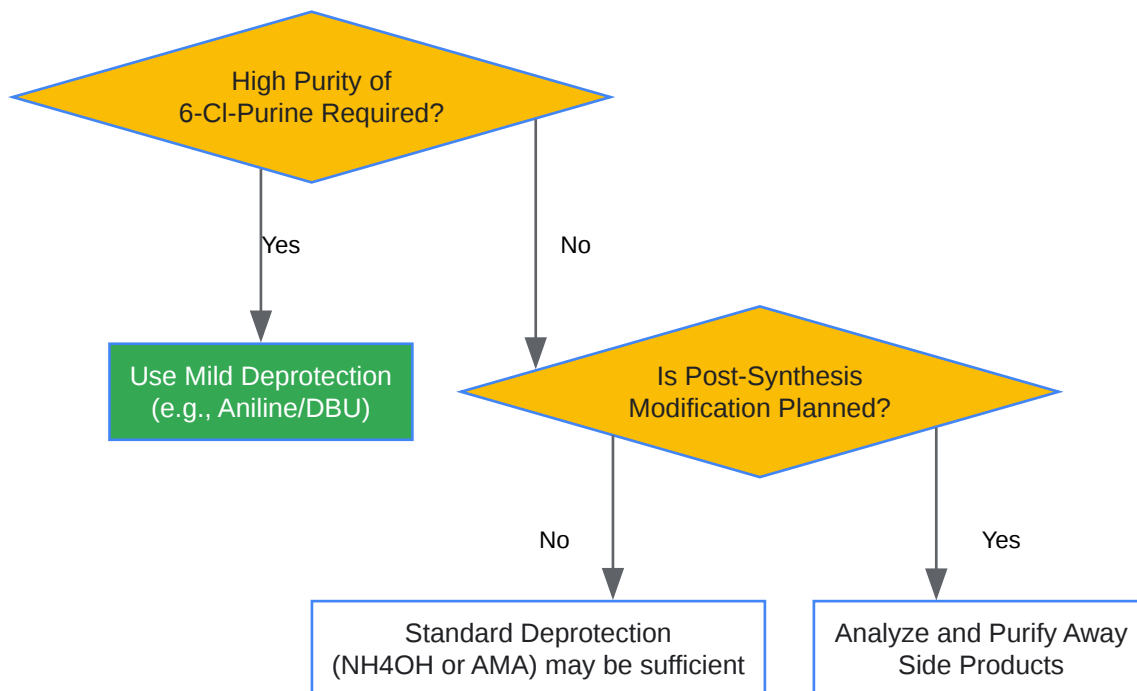 High Purity of
6-Cl-Purine Required?
Yes
No
Use Mild Deprotection
(e.g., Aniline/DBU)
Is Post-Synthesis
Modification Planned?
No
Yes
Standard Deprotection
(NH4OH or AMA) may be sufficient
Analyze and Purify Away
Side Products